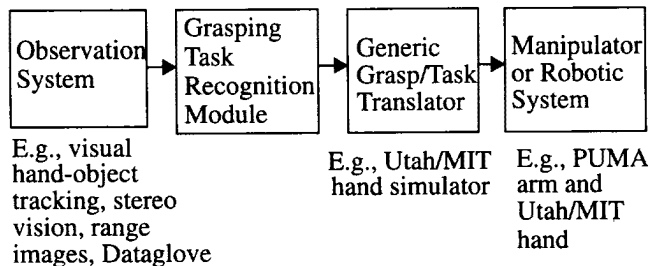 Observation
System
Grasping
Task
Recognition
Module
Generic
Grasp/Task
Translator
Manipulator
or Robotic
System
E.g., visual
hand-object
tracking, stereo
vision, range
images, Dataglove
E.g., Utah/MIT
hand simulator
E.g., PUMA
arm and
Utah/MIT
hand